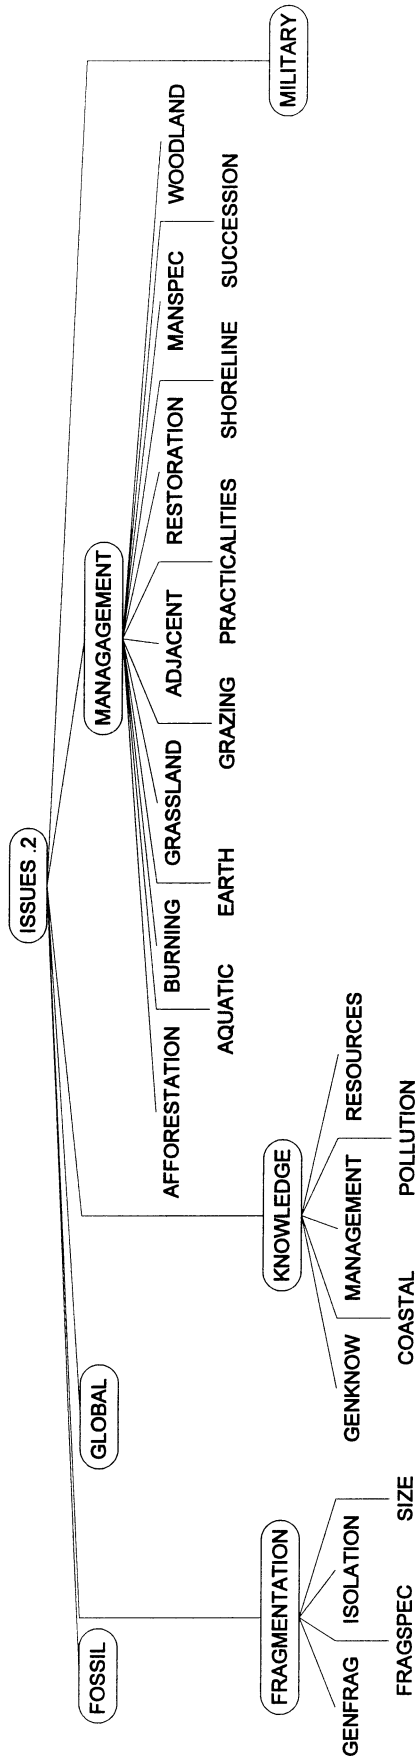 ISSUES .2
FOSSIL
GLOBAL
MANAGAGEMENT
FRAGMENTATION
KNOWLEDGE
MILITARY
AFFORESTATION
BURNING
GRASSLAND
ADJACENT
RESTORATION
MANSPEC
WOODLAND
AQUATIC
EARTH
GRAZING
PRACTICALITIES
SHORELINE
SUCCESSION
GENFRAG
ISOLATION
GENKNOW
MANAGEMENT
RESOURCES
FRAGSPEC
SIZE
COASTAL
POLLUTION